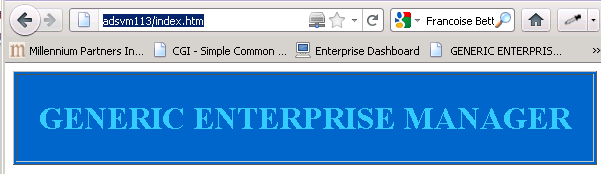 adsvm113/index.htm Francoise Bett
Millennium Partners In... CGI - Simple Common ... Enterprise Dashboard GENERIC ENTERPRIS... »
GENERIC ENTERPRISE MANAGER